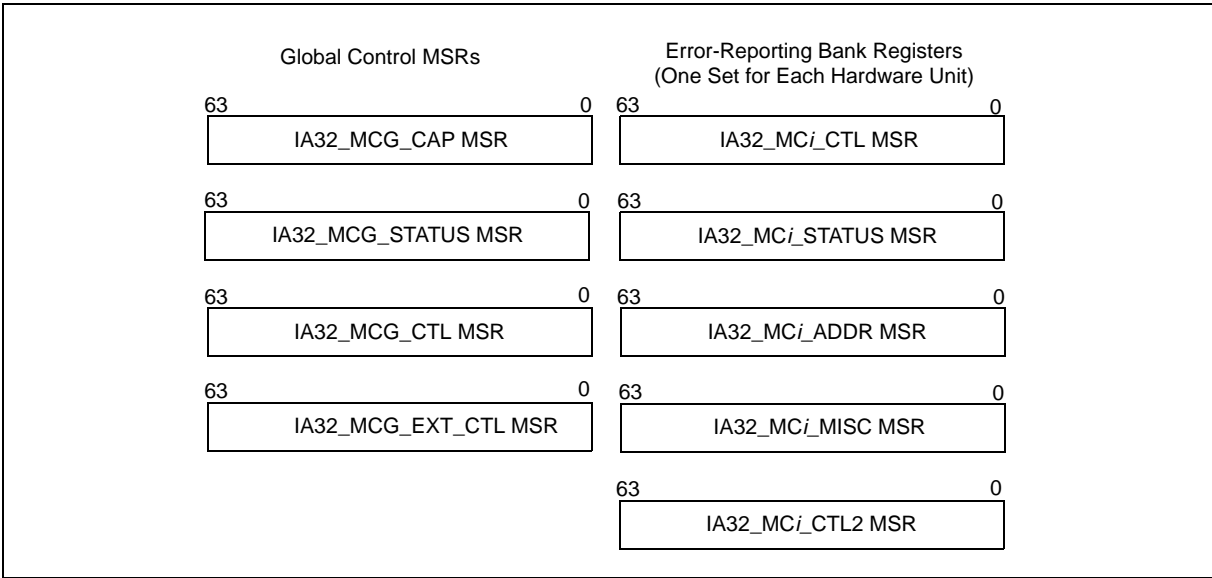 Global Control MSRs
Error-Reporting Bank Registers
(One Set for Each Hardware Unit)
63 0 63 0
IA32_MCG_CAP MSR IA32_MCi_CTL MSR
63 0 63 0
IA32_MCG_STATUS MSR IA32_MCi_STATUS MSR
63 0 63 0
IA32_MCG_CTL MSR IA32_MCi_ADDR MSR
63 0 63 0
IA32_MCG_EXT_CTL MSR IA32_MCi_MISC MSR
63 0
IA32_MCi_CTL2 MSR